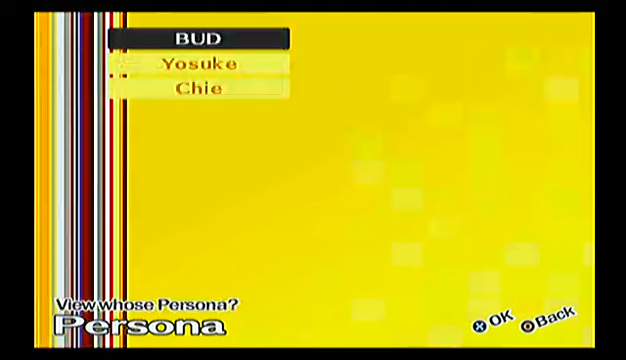 BUD
Yosuke
Chie
View whose Persona?
Persona
OK
Back